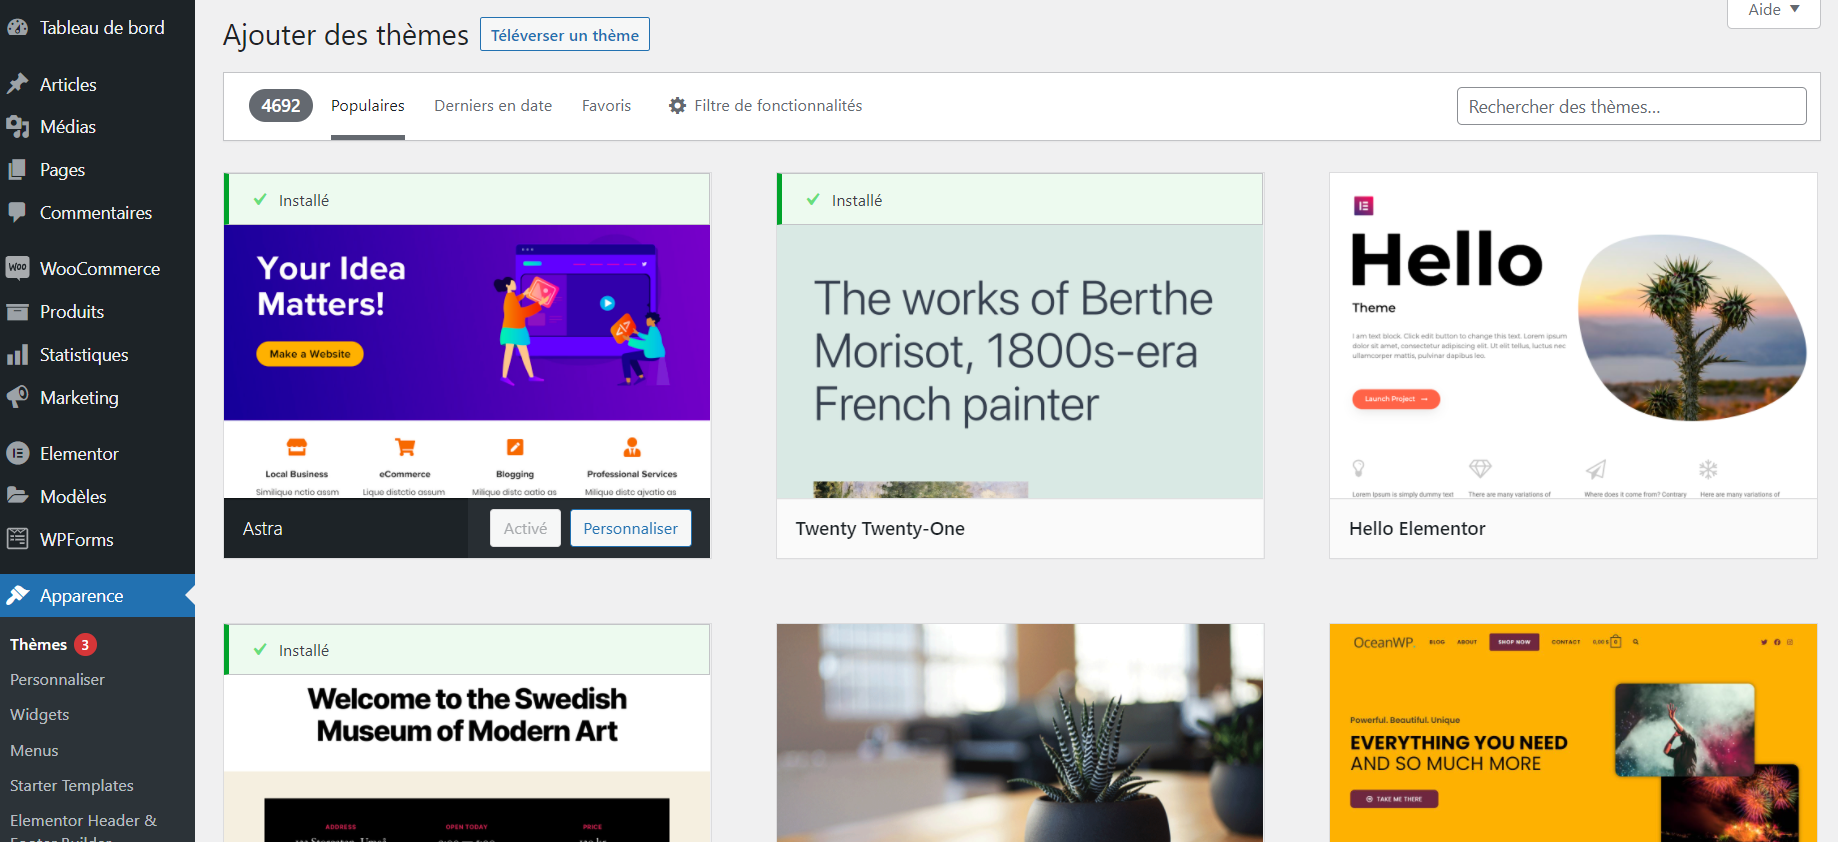 Tableau de bord
Articles
Médias
Pages
Commentaires
Woo
WooCommerce
Produits
Statistiques
Marketing
Elementor
Modèles
WPForms
Apparence
Thèmes 3
Personnaliser
Widgets
Menus
Starter Templates
Elementor Header &
Footer Builder
Ajouter des thèmes
Téléverser un thème
Aide
4692 Populaires Derniers en date Favoris Filtre de fonctionnalités
Rechercher des thèmes...
Installé
Your Idea
Matters!
Make a Website
Local Business eCommerce Blogging Professional Services
Similique notio assm Lique distctio assum Milique distc aatio as Milique distc ajvatio as
Astra
Activé
Personnaliser
Installé
The works of Berthe
Morisot, 1800s-era
French painter
Twenty Twenty-One
Hello
Theme
I am text block. Click edit button to change this text. Lorem ipsum
dolor sit amet, consectetur adipiscing elit. Ut elit tellus, luctus nec
ullamcorper mattis, pulvinar dapibus leo.
Launch Project →
Lorem Ipsum is simply dummy text There are many variations of Where does it come from? Contrary Here are many variations of
Hello Elementor
Installé
Welcome to the Swedish
Museum of Modern Art
ADDRESS OPEN TODAY PRICE
OceanWP. BLOG ABOUT SHOP NOW CONTACT 0,00 $ 0
Powerful. Beautiful. Unique
EVERYTHING YOU NEED
AND SO MUCH MORE
TAKE ME THERE